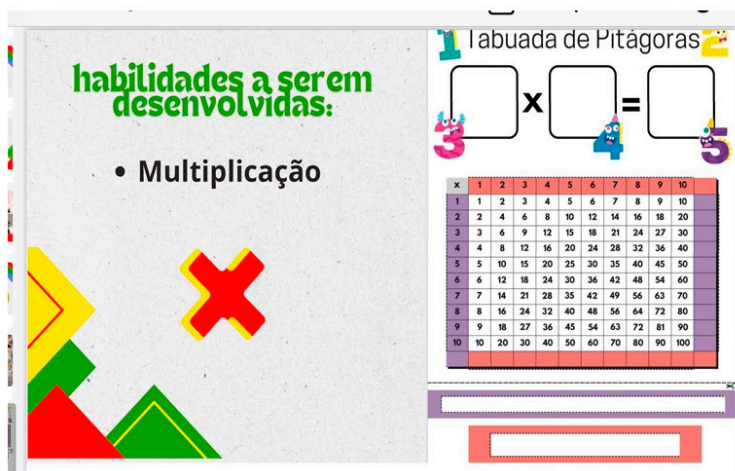 habilidades a serem
desenvolvidas:
• Multiplicação
1 Tabuada de Pitágoras 2
x =
3 4 5
x 1 2 3 4 5 6 7 8 9 10
1 1 2 3 4 5 6 7 8 9 10
2 2 4 6 8 10 12 14 16 18 20
3 3 6 9 12 15 18 21 24 27 30
4 4 8 12 16 20 24 28 32 36 40
5 5 10 15 20 25 30 35 40 45 50
6 6 12 18 24 30 36 42 48 54 60
7 7 14 21 28 35 42 49 56 63 70
8 8 16 24 32 40 48 56 64 72 80
9 9 18 27 36 45 54 63 72 81 90
10 10 20 30 40 50 60 70 80 90 100